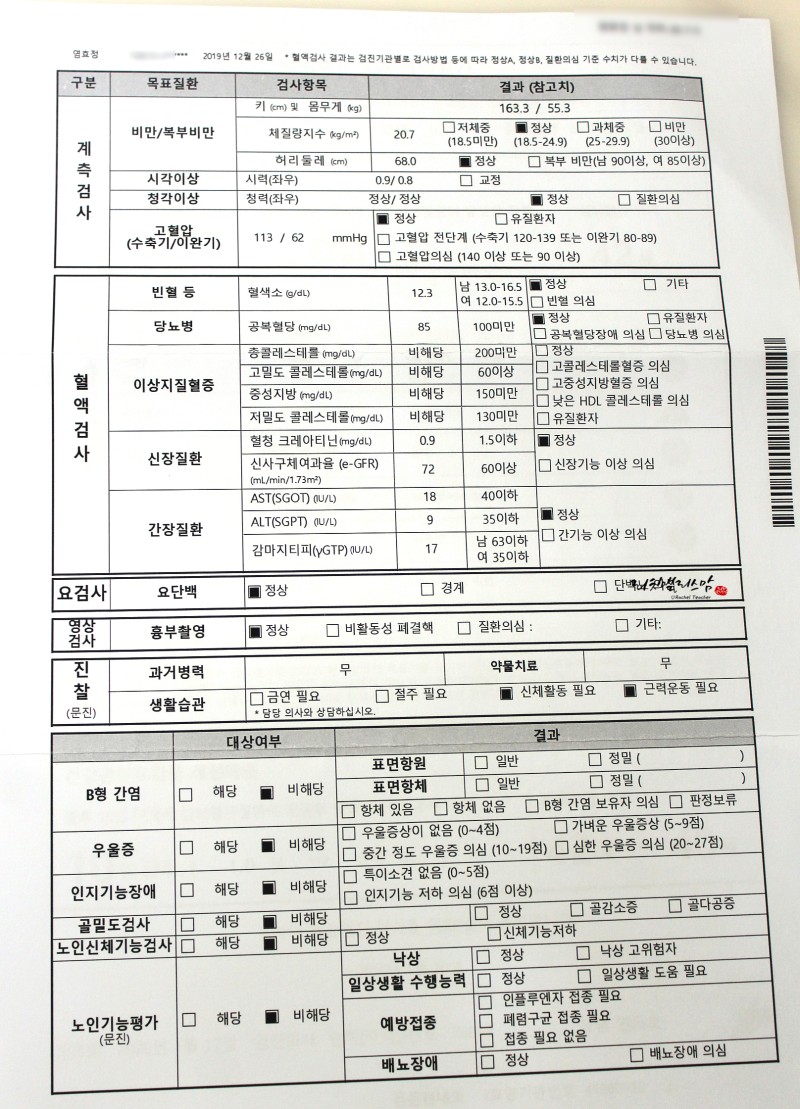 염효정 **** 2019년 12월 26일 * 혈액검사 결과는 검진기관별로 검사방법 등에 따라 정상A, 정상B, 질환의심 기준 수치가 다를 수 있습니다.
구분 목표질환 검사항목 결과 (참고치)
계측검사
비만/복부비만
키 (cm) 및 몸무게 (kg) 163.3 / 55.3
체질량지수 (kg/m²) 20.7 □저체중 (18.5미만) ■정상 (18.5-24.9) □과체중 (25-29.9) □비만 (30이상)
허리둘레 (cm) 68.0 ■정상 □복부 비만(남 90이상, 여 85이상)
시각이상 시력(좌우) 0.9/ 0.8 □ 교정
청각이상 청력(좌우) 정상/ 정상 ■ 정상 □ 질환의심
고혈압 (수축기/이완기) 113 / 62 mmHg
■ 정상 □유질환자
□ 고혈압 전단계 (수축기 120-139 또는 이완기 80-89)
□ 고혈압의심 (140 이상 또는 90 이상)
혈액검사
빈혈 등 혈색소 (g/dL) 12.3 남 13.0-16.5 여 12.0-15.5 ■정상 □ 기타
□빈혈 의심
당뇨병 공복혈당 (mg/dL) 85 100미만 ■정상 □유질환자
□공복혈당장애 의심 □당뇨병 의심
이상지질혈증
총콜레스테롤 (mg/dL) 비해당 200미만
고밀도 콜레스테롤(mg/dL) 비해당 60이상
중성지방 (mg/dL) 비해당 150미만
저밀도 콜레스테롤(mg/dL) 비해당 130미만
□정상
□고콜레스테롤혈증 의심
□고중성지방혈증 의심
□낮은 HDL 콜레스테롤 의심
□유질환자
신장질환
혈청 크레아티닌(mg/dL) 0.9 1.5이하 ■ 정상
신사구체여과율 (e-GFR) (mL/min/1.73m²) 72 60이상 □신장기능 이상 의심
간장질환
AST(SGOT) (IU/L) 18 40이하
ALT(SGPT) (IU/L) 9 35이하 ■ 정상
감마지티피(γGTP) (IU/L) 17 남 63이하 여 35이하 □간기능 이상 의심
요검사 요단백 ■정상 □ 경계 □ 단백
©Rachel Teacher
영상검사 흉부촬영 ■정상 □ 비활동성 폐결핵 □ 질환의심 : □ 기타:
진찰 (문진)
과거병력 무 약물치료 무
생활습관 □금연 필요 □ 절주 필요 ■ 신체활동 필요 ■ 근력운동 필요
* 담당 의사와 상담하십시오.
대상여부 결과
B형 간염 □ 해당 ■ 비해당
표면항원 □ 일반 □ 정밀 ( )
표면항체 □ 일반 □ 정밀 ( )
□ 항체 있음 □ 항체 없음 □ B형 간염 보유자 의심 □ 판정보류
우울증 □ 해당 ■ 비해당
□ 우울증상이 없음 (0~4점) □ 가벼운 우울증상 (5~9점)
□ 중간 정도 우울증 의심 (10~19점) □ 심한 우울증 의심 (20~27점)
인지기능장애 □ 해당 ■ 비해당
□ 특이소견 없음 (0~5점)
□ 인지기능 저하 의심 (6점 이상)
골밀도검사 □ 해당 ■ 비해당 □ 정상 □ 골감소증 □ 골다공증
노인신체기능검사 □ 해당 ■ 비해당 □ 정상 □신체기능저하
노인기능평가 (문진) □ 해당 ■ 비해당
낙상 □ 정상 □ 낙상 고위험자
일상생활 수행능력 □ 정상 □ 일상생활 도움 필요
예방접종
□ 인플루엔자 접종 필요
□ 폐렴구균 접종 필요
□ 접종 필요 없음
배뇨장애 □ 정상 □ 배뇨장애 의심